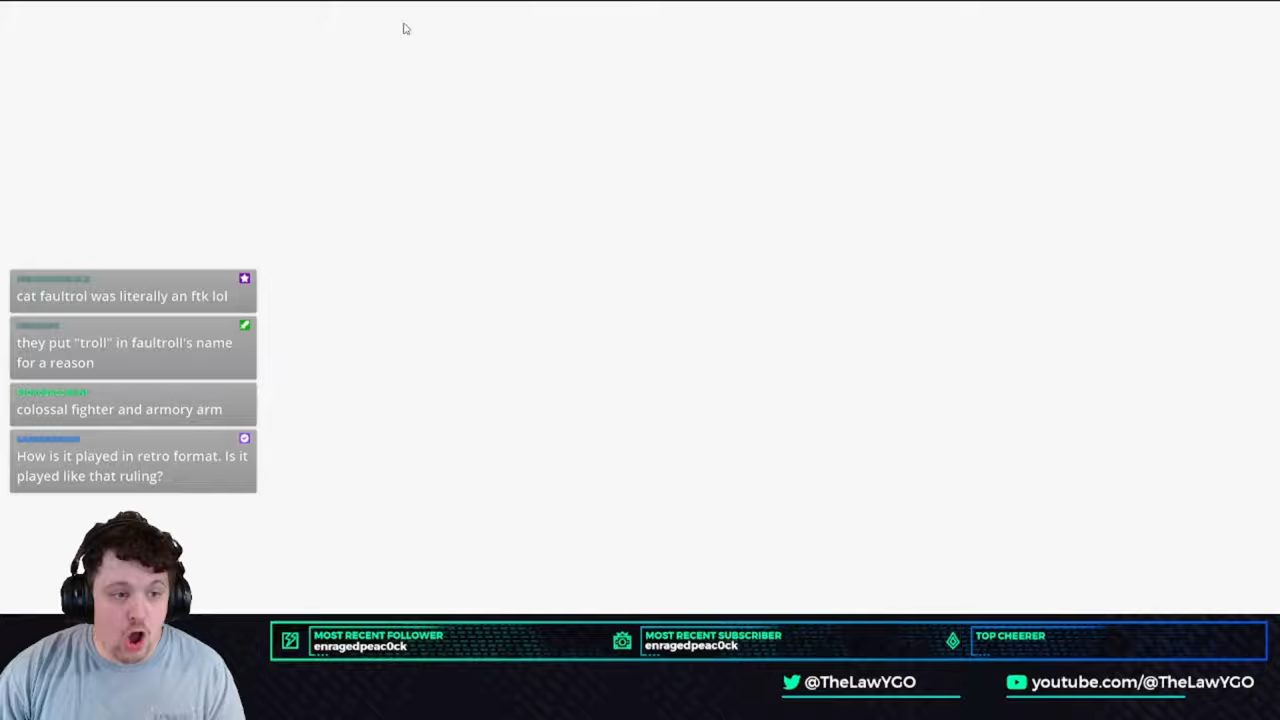 cat faultrol was literally an ftk lol
they put "troll" in faultroll's name
for a reason
colossal fighter and armory arm
How is it played in retro format. Is it
played like that ruling?
MOST RECENT FOLLOWER
enragedpeac0ck
MOST RECENT SUBSCRIBER
enragedpeac0ck
TOP CHEERER
@TheLawYGO
youtube.com/@TheLawYGO